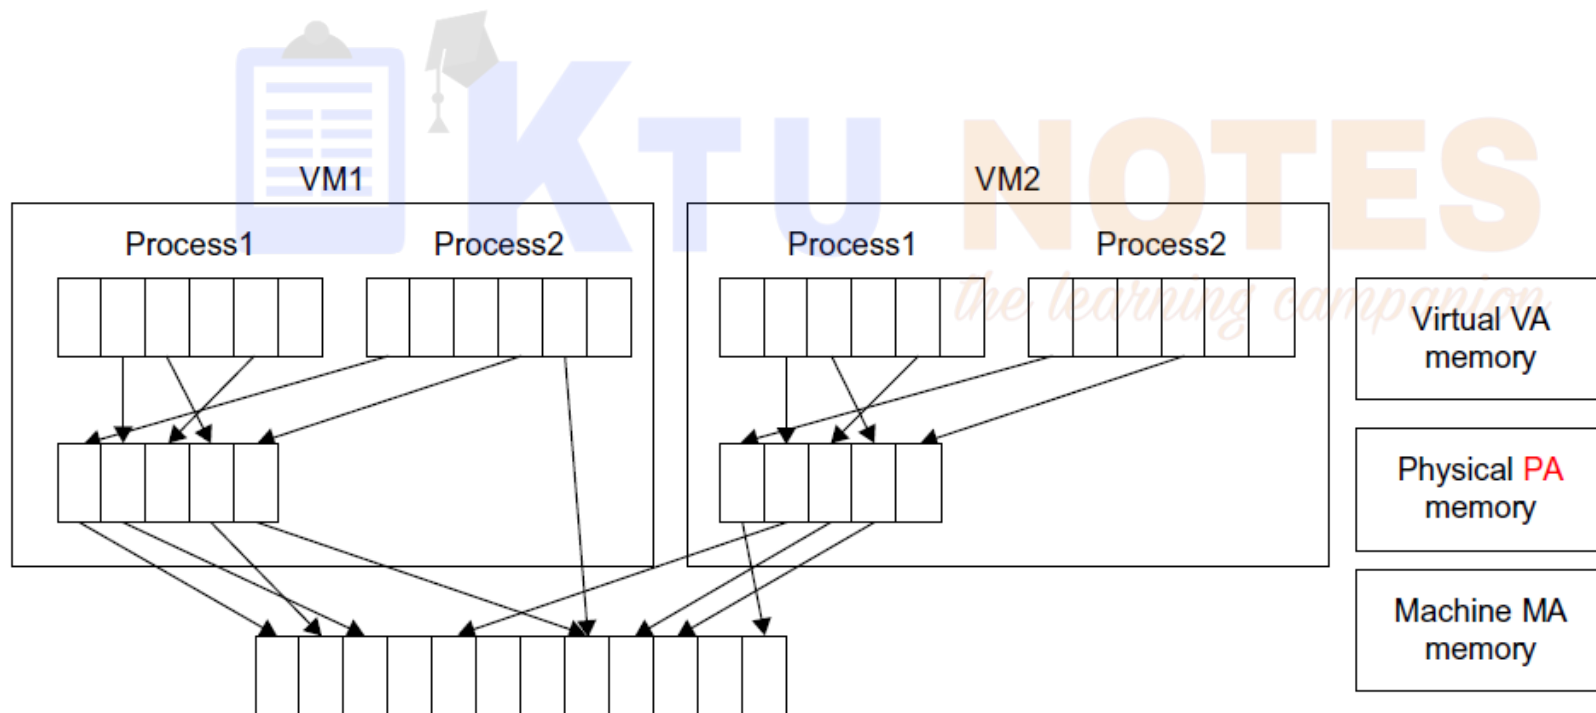 KTU NOTES
the learning companion
VM1
VM2
Process1
Process2
Process1
Process2
Virtual VA
memory
Physical PA
memory
Machine MA
memory